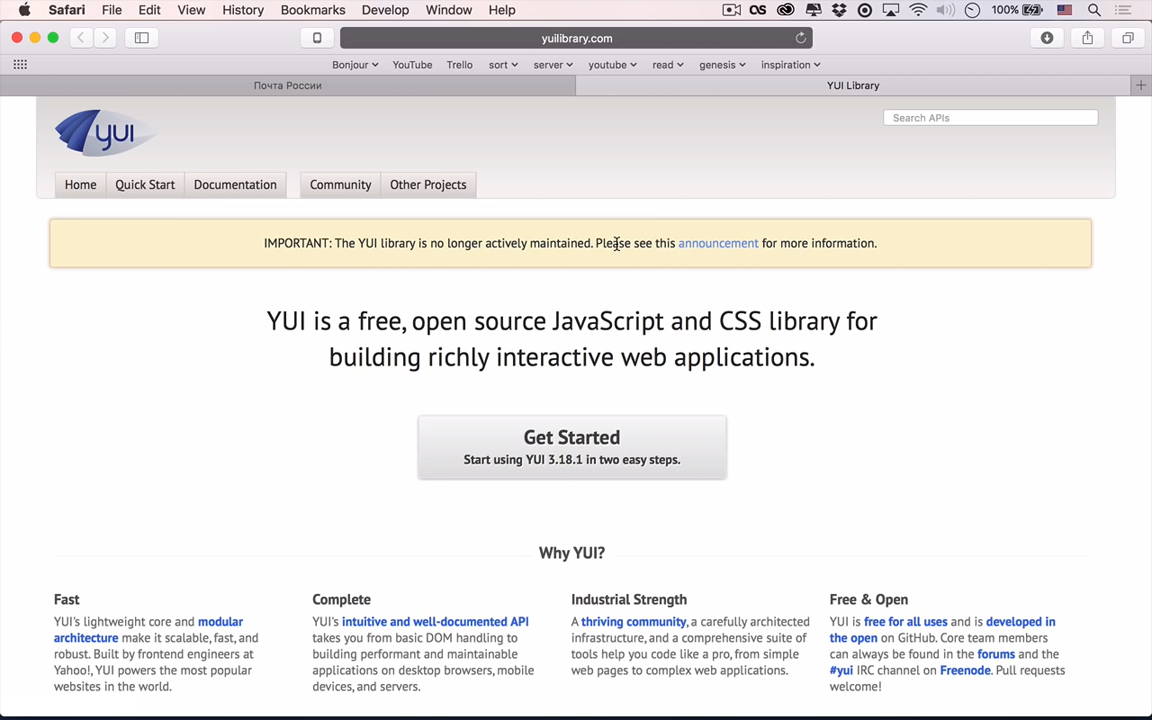 Safari File Edit View History Bookmarks Develop Window Help 100%
yuilibrary.com
Bonjour YouTube Trello sort server youtube read genesis inspiration
Почта России YUI Library
yui
Search APIs
Home Quick Start Documentation Community Other Projects
IMPORTANT: The YUI library is no longer actively maintained. Please see this announcement for more information.
YUI is a free, open source JavaScript and CSS library for
building richly interactive web applications.
Get Started
Start using YUI 3.18.1 in two easy steps.
Why YUI?
Fast
YUI's lightweight core and modular
architecture make it scalable, fast, and
robust. Built by frontend engineers at
Yahoo!, YUI powers the most popular
websites in the world.
Complete
YUI's intuitive and well-documented API
takes you from basic DOM handling to
building performant and maintainable
applications on desktop browsers, mobile
devices, and servers.
Industrial Strength
A thriving community, a carefully architected
infrastructure, and a comprehensive suite of
tools help you code like a pro, from simple
web pages to complex web applications.
Free & Open
YUI is free for all uses and is developed in
the open on GitHub. Core team members
can always be found in the forums and the
#yui IRC channel on Freenode. Pull requests
welcome!